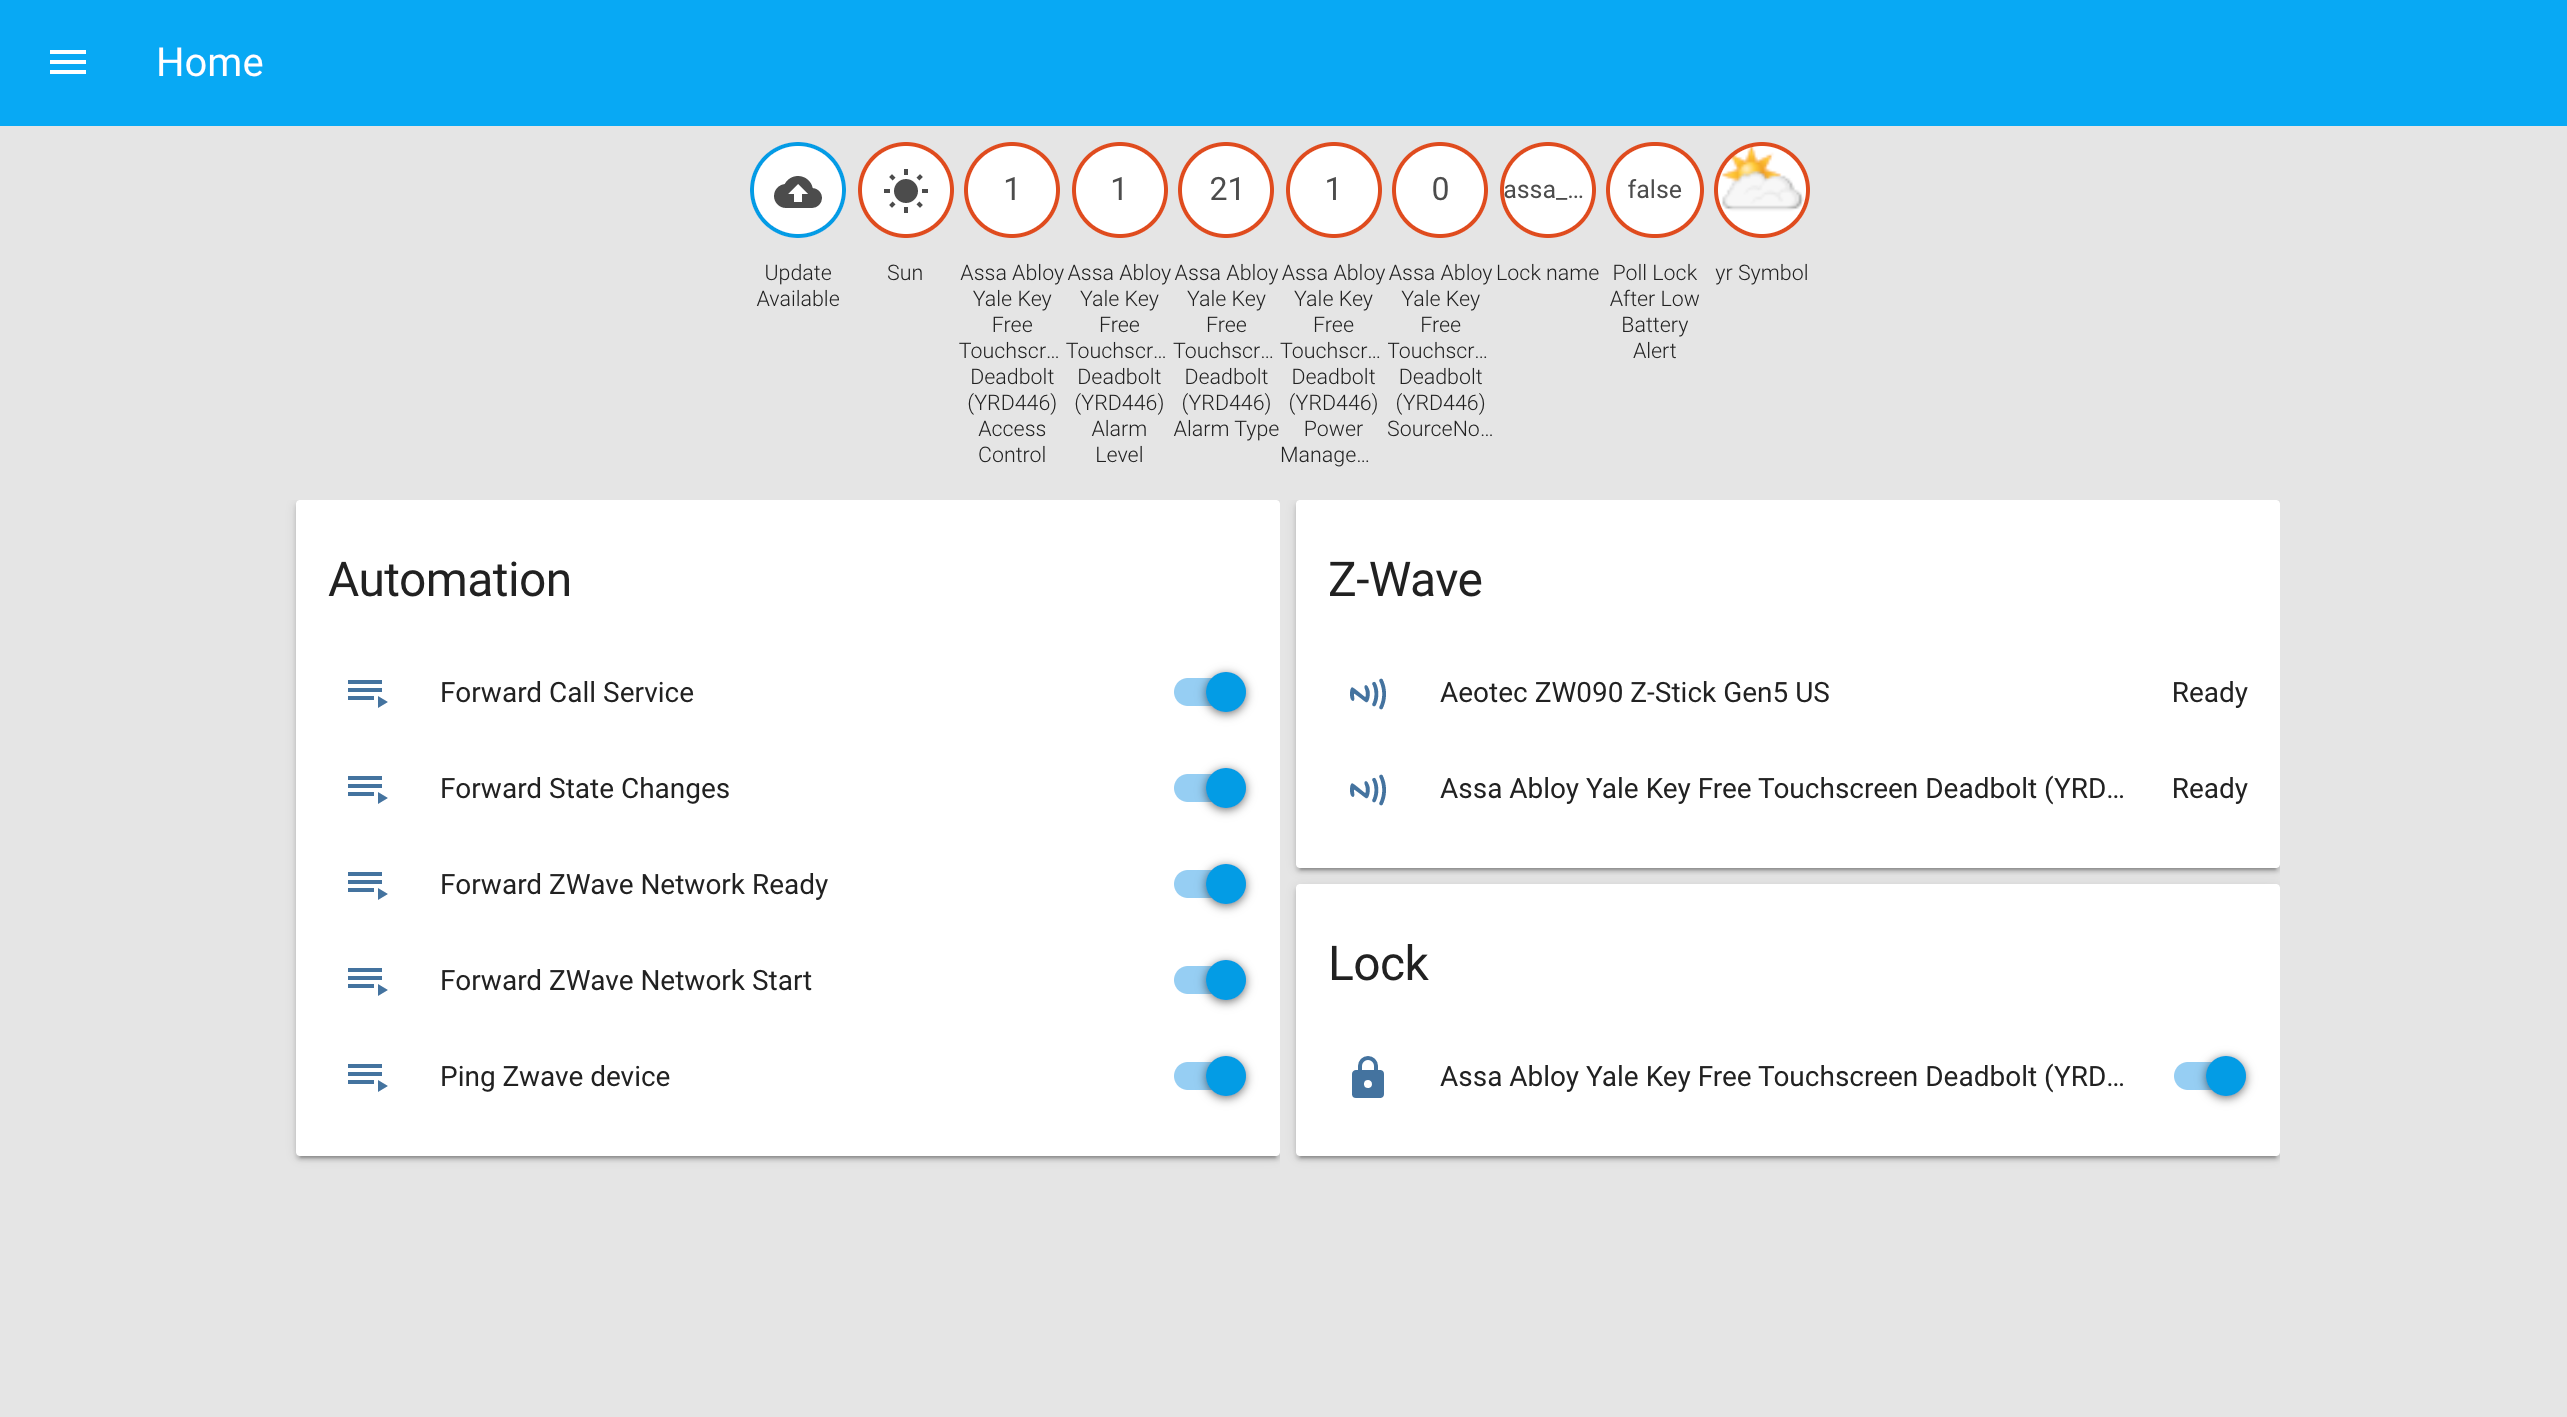 Home
1
1
21
1
0
assa_...
false
Update
Available
Sun
Assa Abloy
Yale Key
Free
Touchscr...
Deadbolt
(YRD446)
Access
Control
Assa Abloy
Yale Key
Free
Touchscr...
Deadbolt
(YRD446)
Alarm
Level
Assa Abloy
Yale Key
Free
Touchscr...
Deadbolt
(YRD446)
Alarm Type
Assa Abloy
Yale Key
Free
Touchscr...
Deadbolt
(YRD446)
Power
Manage...
Assa Abloy
Yale Key
Free
Touchscr...
Deadbolt
(YRD446)
SourceNo...
Lock name
Poll Lock
After Low
Battery
Alert
yr Symbol
Automation
Forward Call Service
Forward State Changes
Forward ZWave Network Ready
Forward ZWave Network Start
Ping Zwave device
Z-Wave
Aeotec ZW090 Z-Stick Gen5 US Ready
Assa Abloy Yale Key Free Touchscreen Deadbolt (YRD... Ready
Lock
Assa Abloy Yale Key Free Touchscreen Deadbolt (YRD...